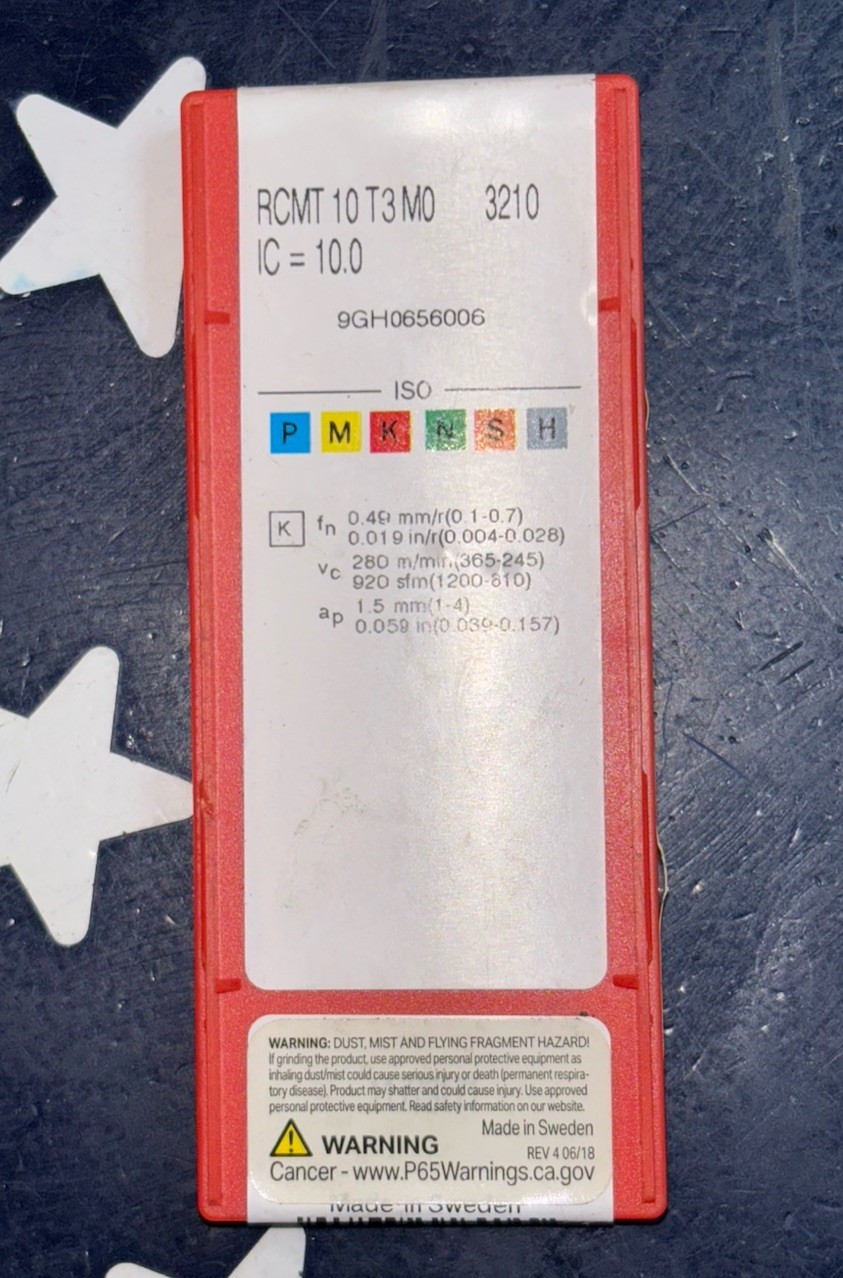 RCMT 10 T3 M0 3210
IC = 10.0
9GH0656006
ISO
P M K N S H
K fn 0.49 mm/r(0.1-0.7)
0.019 in/r(0.004-0.028)
vc 280 m/min(365-245)
920 sfm(1200-810)
ap 1.5 mm(1-4)
0.059 in(0.039-0.157)
WARNING: DUST, MIST AND FLYING FRAGMENT HAZARD!
If grinding the product, use approved personal protective equipment as
inhaling dust/mist could cause serious injury or death (permanent respira-
tory disease). Product may shatter and could cause injury. Use approved
personal protective equipment. Read safety information on our website.
Made in Sweden
WARNING REV 4 06/18
Cancer - www.P65Warnings.ca.gov
Made in Sweden